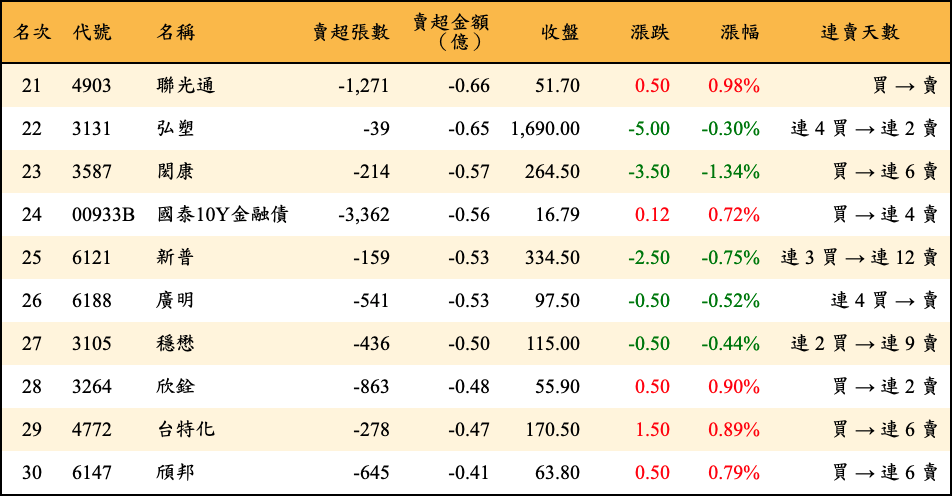 名次 代號 名稱 賣超張數 賣超金額（億） 收盤 漲跌 漲幅 連賣天數
21 4903 聯光通 -1,271 -0.66 51.70 0.50 0.98% 買 → 賣
22 3131 弘塑 -39 -0.65 1,690.00 -5.00 -0.30% 連 4 買 → 連 2 賣
23 3587 閎康 -214 -0.57 264.50 -3.50 -1.34% 買 → 連 6 賣
24 00933B 國泰10Y金融債 -3,362 -0.56 16.79 0.12 0.72% 買 → 連 4 賣
25 6121 新普 -159 -0.53 334.50 -2.50 -0.75% 連 3 買 → 連 12 賣
26 6188 廣明 -541 -0.53 97.50 -0.50 -0.52% 連 4 買 → 賣
27 3105 穩懋 -436 -0.50 115.00 -0.50 -0.44% 連 2 買 → 連 9 賣
28 3264 欣銓 -863 -0.48 55.90 0.50 0.90% 買 → 連 2 賣
29 4772 台特化 -278 -0.47 170.50 1.50 0.89% 買 → 連 6 賣
30 6147 頎邦 -645 -0.41 63.80 0.50 0.79% 買 → 連 6 賣